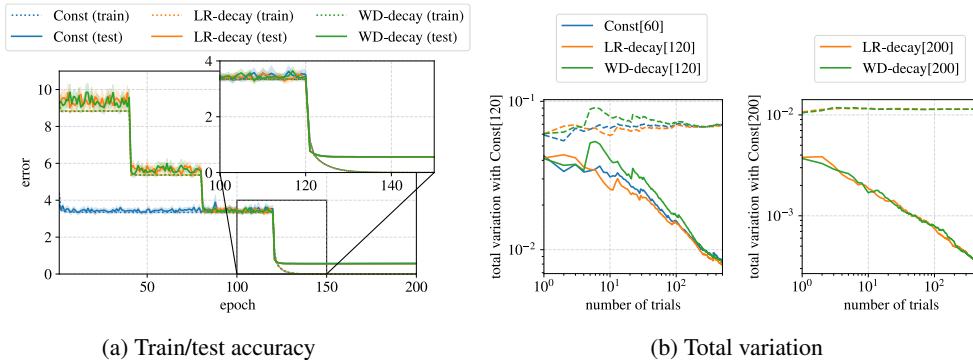 Const (train)
LR-decay (train)
WD-decay (train)
Const (test)
LR-decay (test)
WD-decay (test)
error
10
8
6
4
2
0
50
100
150
200
epoch
4
2
0
100
120
140
(a) Train/test accuracy
Const[60]
LR-decay[120]
WD-decay[120]
total variation with Const[120]
10⁻¹
10⁻²
10⁰
10¹
10²
number of trials
LR-decay[200]
WD-decay[200]
total variation with Const[200]
10⁻²
10⁻³
10⁰
10¹
10²
number of trials
(b) Total variation